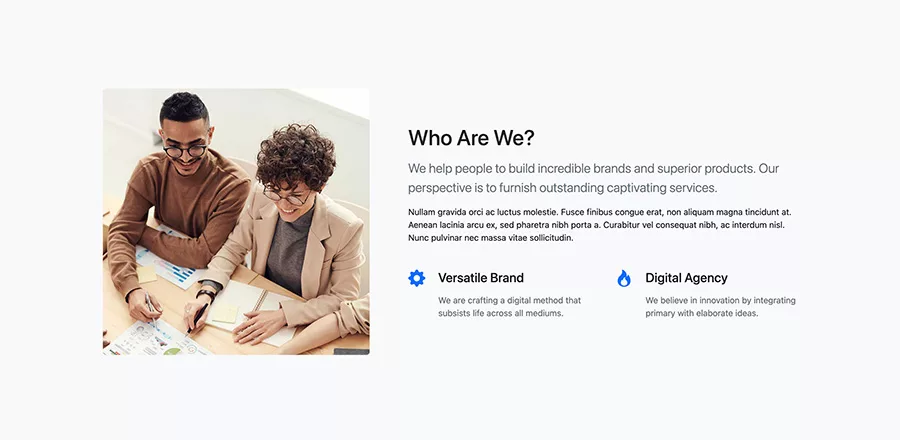 Who Are We?
We help people to build incredible brands and superior products. Our
perspective is to furnish outstanding captivating services.
Nullam gravida orci ac luctus molestie. Fusce finibus congue erat, non aliquam magna tincidunt at.
Aenean lacinia arcu ex, sed pharetra nibh porta a. Curabitur vel consequat nibh, ac interdum nisl.
Nunc pulvinar nec massa vitae sollicitudin.
Versatile Brand
We are crafting a digital method that
subsists life across all mediums.
Digital Agency
We believe in innovation by integrating
primary with elaborate ideas.